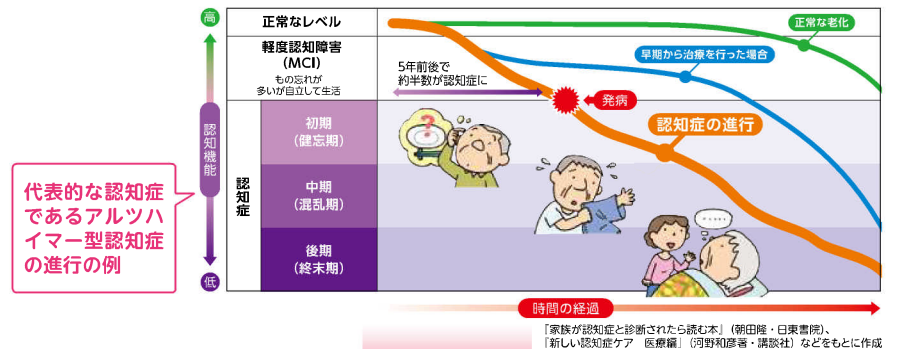 高
正常なレベル
正常な老化
軽度認知障害
（MCI）
もの忘れが
多いが自立して生活
5年前後で
約半数が認知症に
早期から治療を行った場合
発病
認知機能
認知症
初期
（健忘期）
？
認知症の進行
代表的な認知症
であるアルツハ
イマー型認知症
の進行の例
中期
（混乱期）
後期
（終末期）
……
低
時間の経過
『家族が認知症と診断されたら読む本』（朝田隆・日東書院）、
『新しい認知症ケア　医療編』（河野和彦著・講談社）などをもとに作成